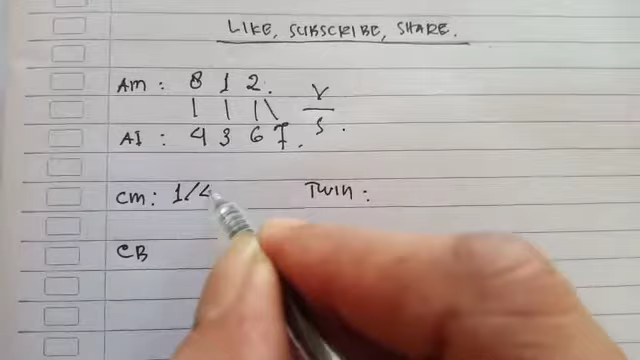 LIKE, SUBSCRIBE, SHARE.
AM : 8 1 2. V
AI : 4 3 6 7. S.
CM : 1/4 Twin :
CB